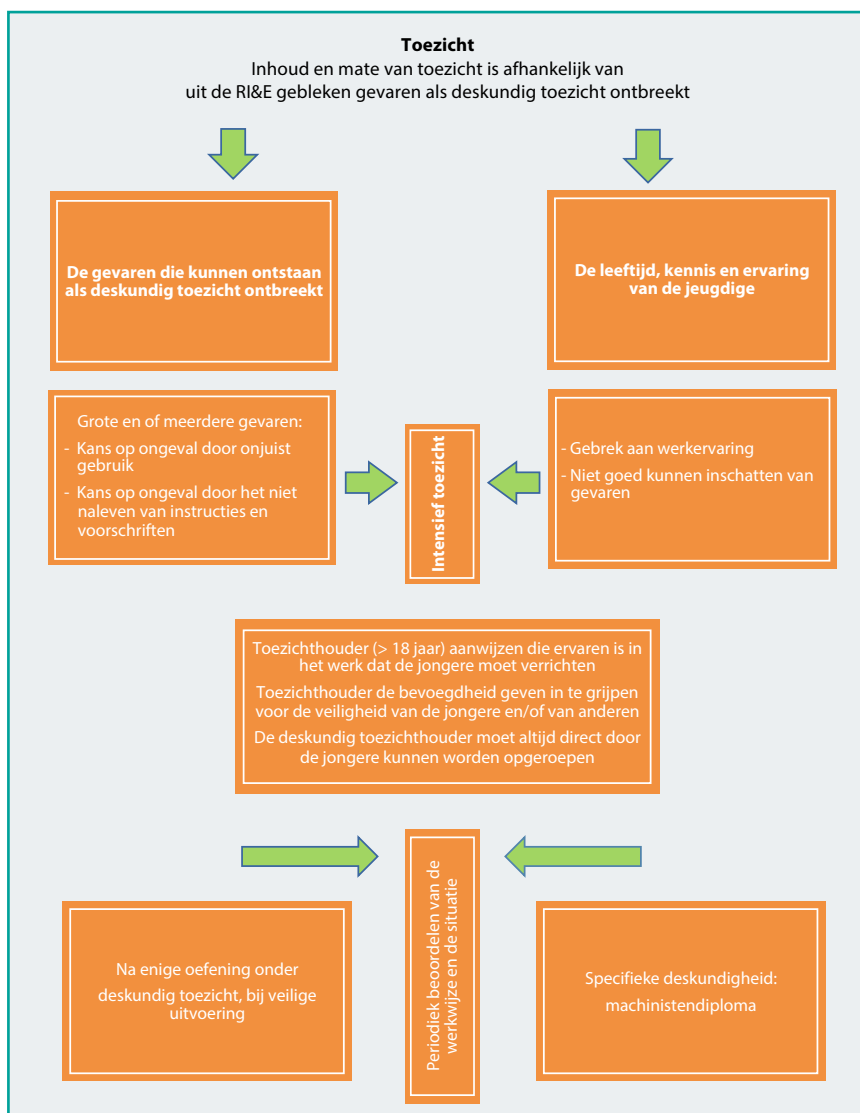 Toezicht
Inhoud en mate van toezicht is afhankelijk van
uit de RI&E gebleken gevaren als deskundig toezicht ontbreekt
De gevaren die kunnen ontstaan
als deskundig toezicht ontbreekt
De leeftijd, kennis en ervaring
van de jeugdige
Grote en of meerdere gevaren:
- Kans op ongeval door onjuist
gebruik
- Kans op ongeval door het niet
naleven van instructies en
voorschriften
Intensief toezicht
- Gebrek aan werkervaring
- Niet goed kunnen inschatten van
gevaren
Toezichthouder (> 18 jaar) aanwijzen die ervaren is in
het werk dat de jongere moet verrichten
Toezichthouder de bevoegdheid geven in te grijpen
voor de veiligheid van de jongere en/of van anderen
De deskundig toezichthouder moet altijd direct door
de jongere kunnen worden opgeroepen
Na enige oefening onder
deskundig toezicht, bij veilige
uitvoering
Periodiek beoordelen van de
werkwijze en de situatie
Specifieke deskundigheid:
machinistendiploma